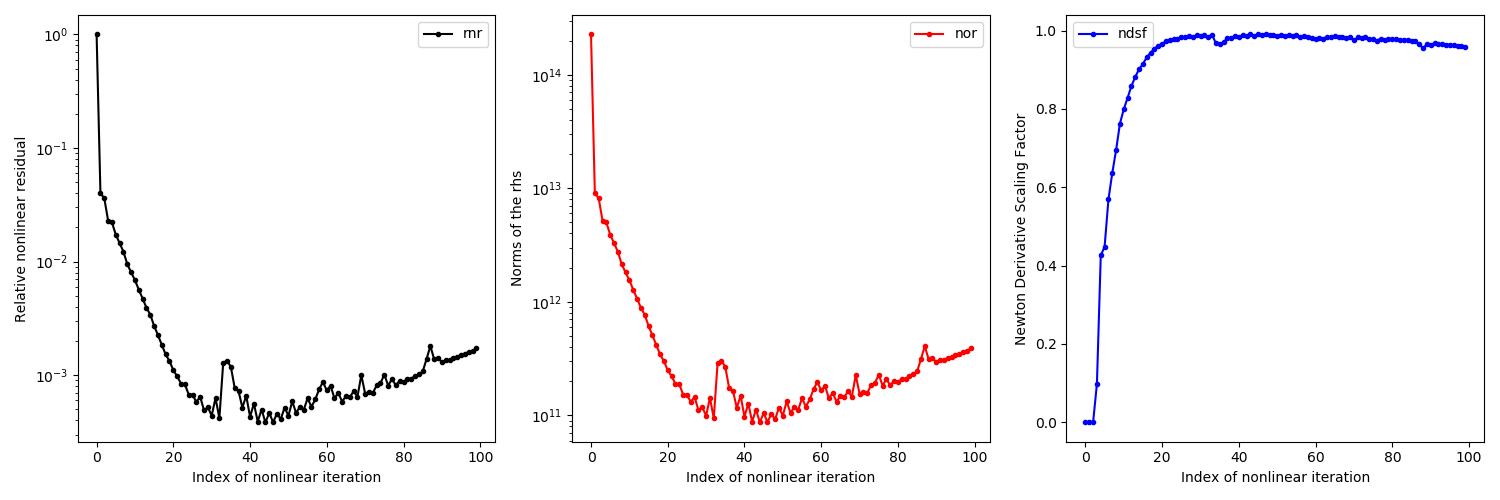 Relative nonlinear residual
10^0
10^-1
10^-2
10^-3
rnr
0 20 40 60 80 100
Index of nonlinear iteration
Norms of the rhs
10^14
10^13
10^12
10^11
nor
0 20 40 60 80 100
Index of nonlinear iteration
Newton Derivative Scaling Factor
1.0
0.8
0.6
0.4
0.2
0.0
ndsf
0 20 40 60 80 100
Index of nonlinear iteration